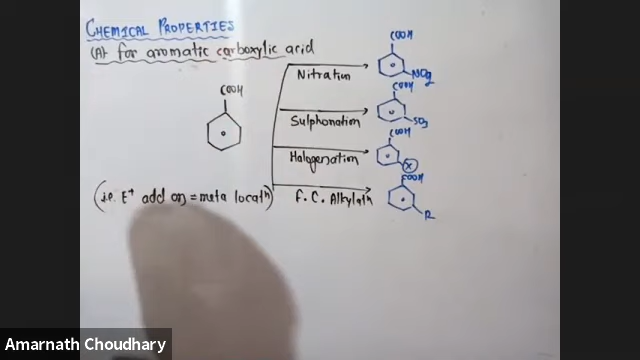 CHEMICAL PROPERTIES
(A) for aromatic carboxylic acid
COOH
COOH
Nitration
NO2
COOH
Sulphonation
SO3
COOH
Halogenation
X
COOH
(i.e. E+ add on = meta locatn)
F. C. Alkylatn
R
Amarnath Choudhary